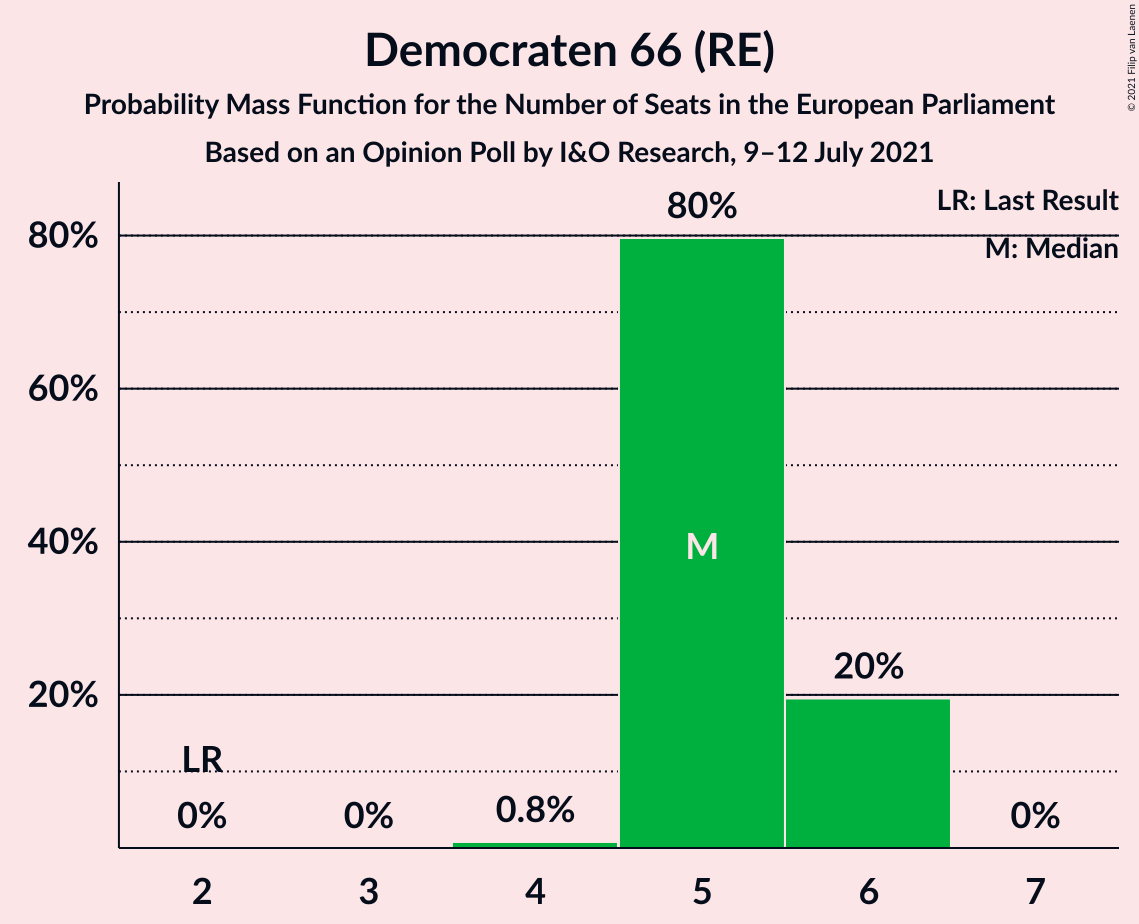 Democraten 66 (RE)
Probability Mass Function for the Number of Seats in the European Parliament
Based on an Opinion Poll by I&O Research, 9–12 July 2021
© 2021 Filip van Laenen
LR: Last Result
M: Median
80%
60%
40%
20%
LR
0%
0%
0.8%
80%
M
20%
0%
2 3 4 5 6 7